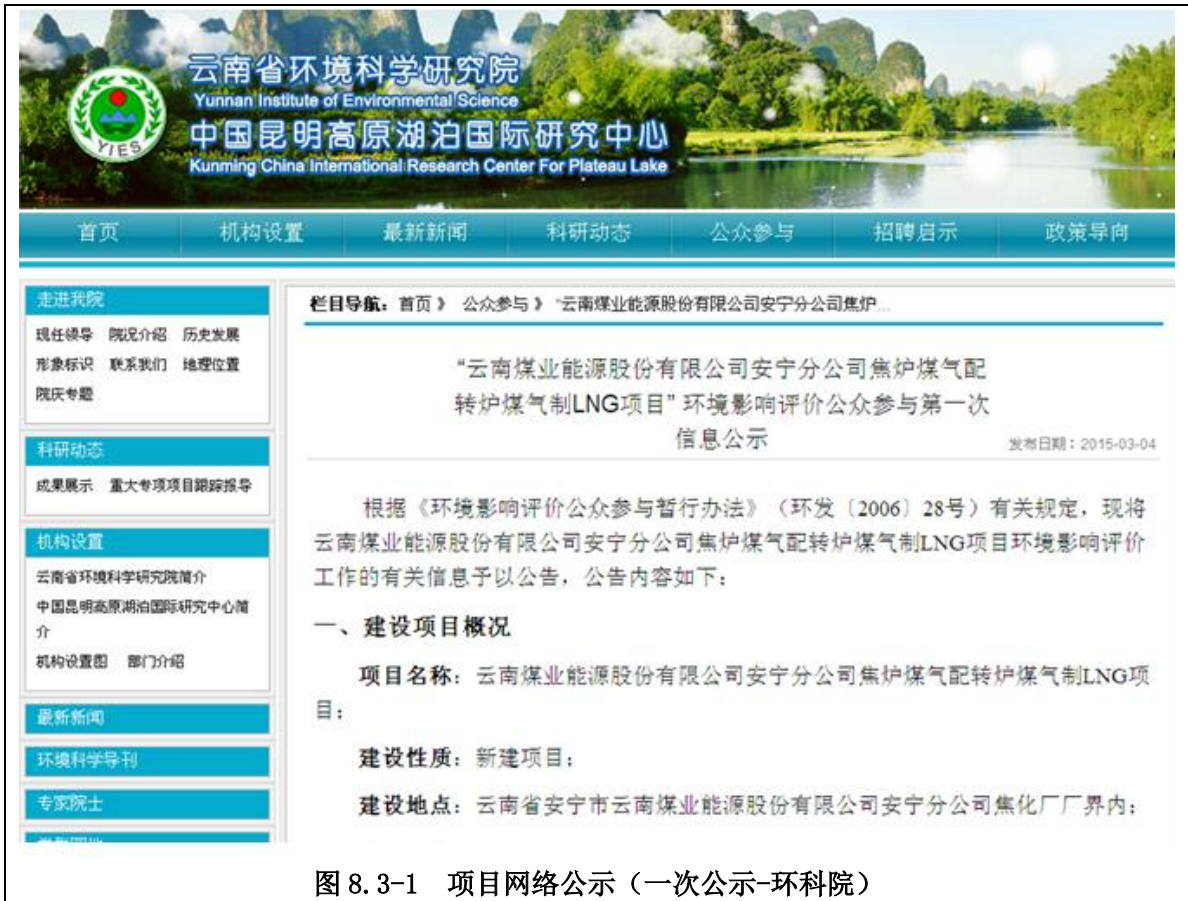 云南省环境科学研究院
Yunnan Institute of Environmental Science
中国昆明高原湖泊国际研究中心
Kunming China International Research Center For Plateau Lake
YIES
首页 机构设置 最新新闻 科研动态 公众参与 招聘启示 政策导向
走进我院
现任领导 院况介绍 历史发展
形象标识 联系我们 地理位置
院庆专题
科研动态
成果展示 重大专项项目跟踪报导
机构设置
云南省环境科学研究院简介
中国昆明高原湖泊国际研究中心简
介
机构设置图 部门介绍
最新新闻
环境科学导刊
专家院士
栏目导航：首页 》 公众参与 》 “云南煤业能源股份有限公司安宁分公司焦炉...
“云南煤业能源股份有限公司安宁分公司焦炉煤气配
转炉煤气制LNG项目” 环境影响评价公众参与第一次
信息公示
发布日期：2015-03-04
根据《环境影响评价公众参与暂行办法》（环发〔2006〕28号）有关规定，现将
云南煤业能源股份有限公司安宁分公司焦炉煤气配转炉煤气制LNG项目环境影响评价
工作的有关信息予以公告，公告内容如下：
一、建设项目概况
项目名称：云南煤业能源股份有限公司安宁分公司焦炉煤气配转炉煤气制LNG项
目；
建设性质：新建项目；
建设地点：云南省安宁市云南煤业能源股份有限公司安宁分公司焦化厂厂界内；
图 8.3-1 项目网络公示（一次公示-环科院）